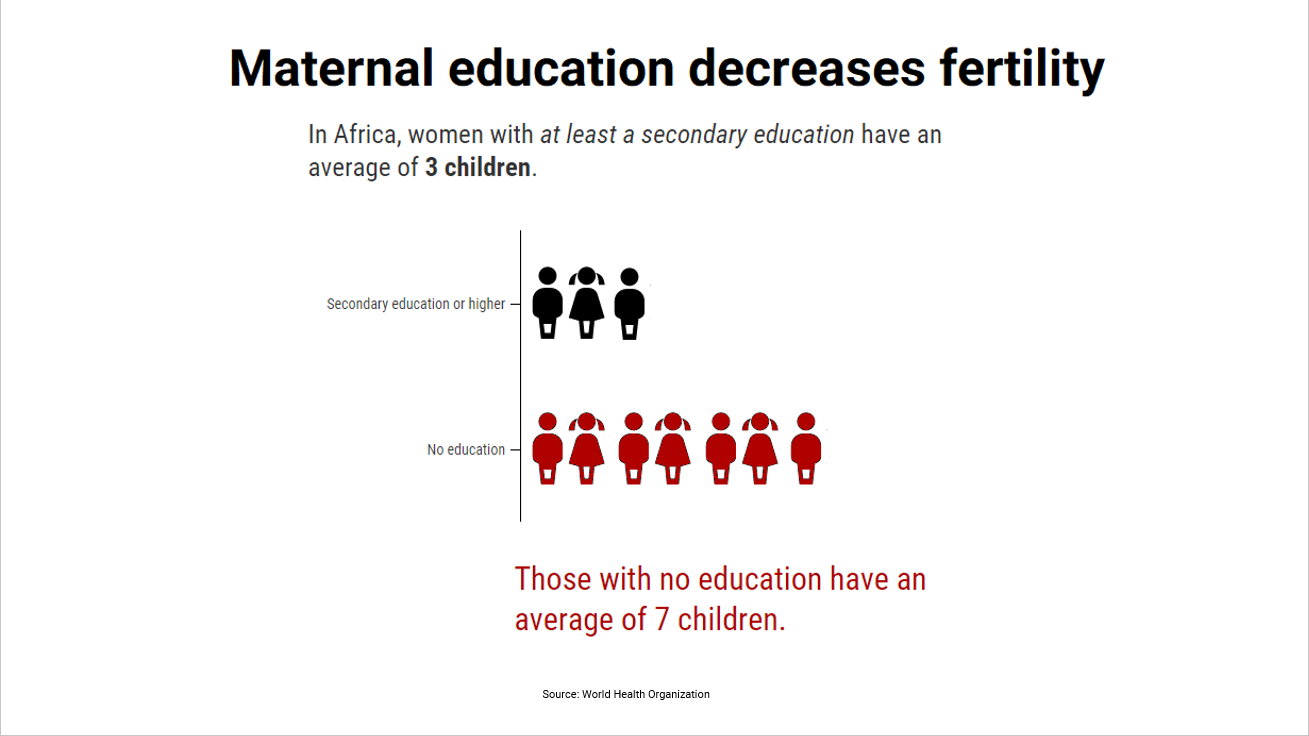 Maternal education decreases fertility
In Africa, women with at least a secondary education have an
average of 3 children.
Secondary education or higher
No education
Those with no education have an
average of 7 children.
Source: World Health Organization